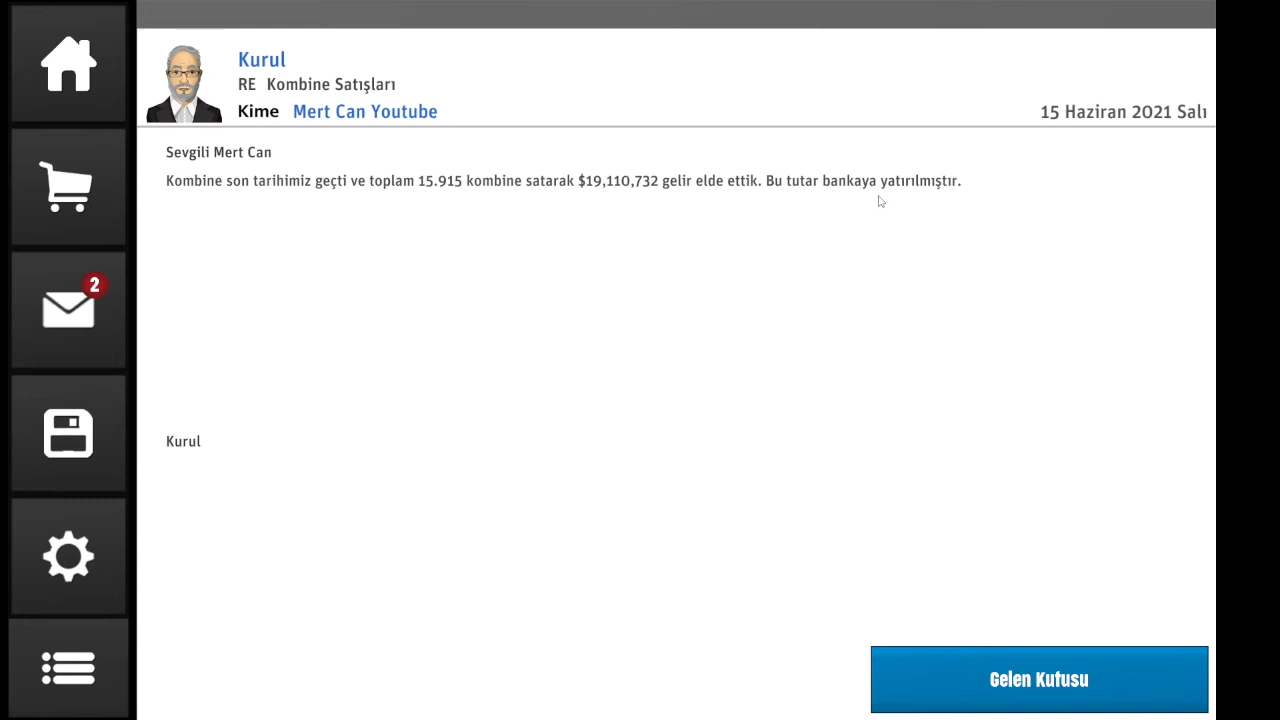 Kurul
RE Kombine Satışları
Kime Mert Can Youtube
15 Haziran 2021 Salı
Sevgili Mert Can
Kombine son tarihimiz geçti ve toplam 15.915 kombine satarak $19,110,732 gelir elde ettik. Bu tutar bankaya yatırılmıştır.
2
Kurul
Gelen Kutusu